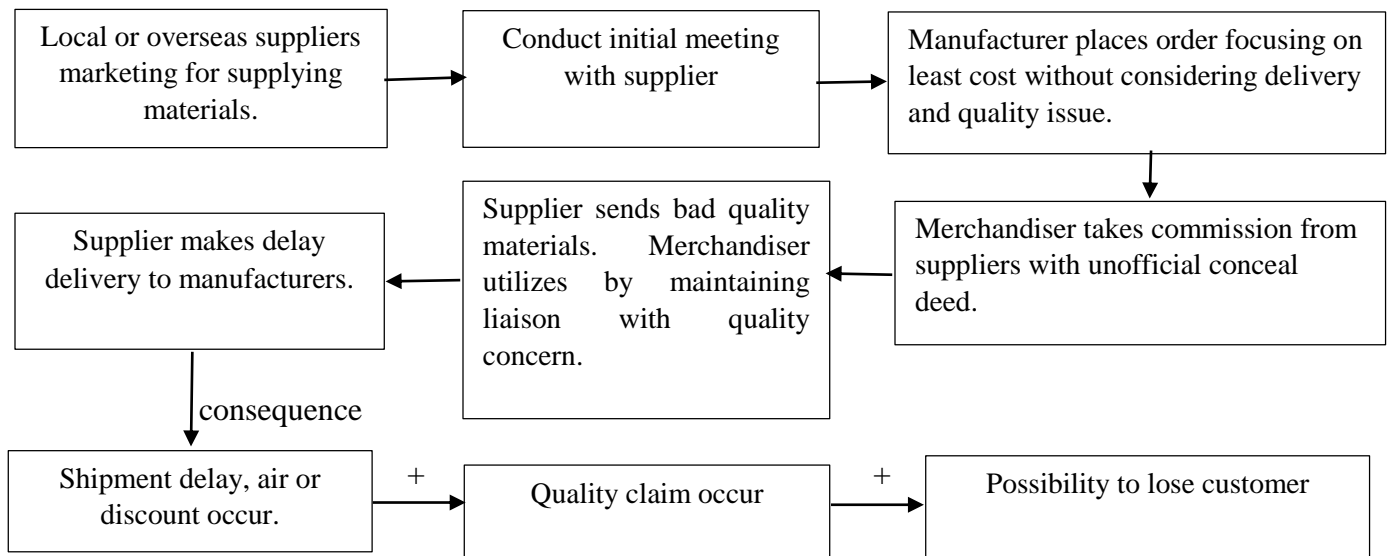 Local or overseas suppliers
marketing for supplying
materials.
Conduct initial meeting
with supplier
Manufacturer places order focusing on
least cost without considering delivery
and quality issue.
Merchandiser takes commission from
suppliers with unofficial conceal
deed.
Supplier sends bad quality
materials. Merchandiser
utilizes by maintaining
liaison with quality
concern.
Supplier makes delay
delivery to manufacturers.
consequence
Shipment delay, air or
discount occur.
+
Quality claim occur
+
Possibility to lose customer